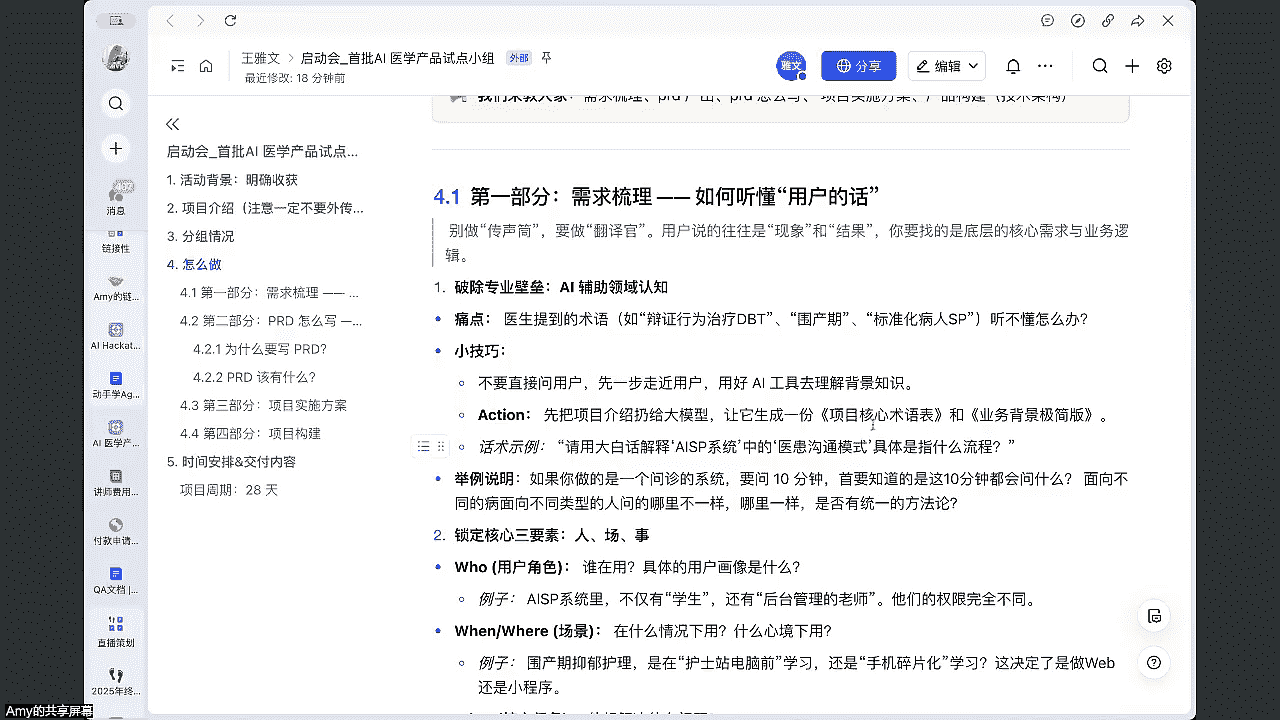 王雅文 > 启动会_首批AI 医学产品试点小组 外部
最近修改: 18 分钟前
雅文
分享
编辑
消息
链接性
Amy的链...
AI Hackat...
动手学Ag...
AI 医学产...
讲师费用...
付款申请...
QA文档 |...
直播策划
2025年终...
启动会_首批AI 医学产品试点...
1. 活动背景：明确收获
2. 项目介绍（注意一定不要外传...
3. 分组情况
4. 怎么做
4.1 第一部分：需求梳理 —— ...
4.2 第二部分：PRD 怎么写 —...
4.2.1 为什么要写 PRD?
4.2.2 PRD 该有什么?
4.3 第三部分：项目实施方案
4.4 第四部分：项目构建
5. 时间安排&交付内容
项目周期：28 天
我们来教大家：需求梳理、prd 产出、prd 怎么写、项目实施方案、产品构建（技术架构）
4.1 第一部分：需求梳理 —— 如何听懂“用户的话”
别做“传声筒”，要做“翻译官”。用户说的往往是“现象”和“结果”，你要找的是底层的核心需求与业务逻
辑。
1. 破除专业壁垒：AI 辅助领域认知
• 痛点： 医生提到的术语（如“辩证行为治疗DBT”、“围产期”、“标准化病人SP”）听不懂怎么办?
• 小技巧：
◦ 不要直接问用户，先一步走近用户，用好 AI 工具去理解背景知识。
◦ Action： 先把项目介绍扔给大模型，让它生成一份《项目核心术语表》和《业务背景极简版》。
◦ 话术示例：“请用大白话解释‘AISP系统’中的‘医患沟通模式’具体是指什么流程？”
• 举例说明：如果你做的是一个问诊的系统，要问 10 分钟，首要知道的是这10分钟都会问什么？ 面向不
同的病面向不同类型的人问的哪里不一样，哪里一样，是否有统一的方法论?
2. 锁定核心三要素：人、场、事
• Who (用户角色)： 谁在用？具体的用户画像是什么?
◦ 例子： AISP系统里，不仅有“学生”，还有“后台管理的老师”。他们的权限完全不同。
• When/Where (场景)： 在什么情况下用？什么心境下用?
◦ 例子： 围产期抑郁护理，是在“护士站电脑前”学习，还是“手机碎片化”学习？这决定了是做Web
还是小程序。
Amy的共享屏幕